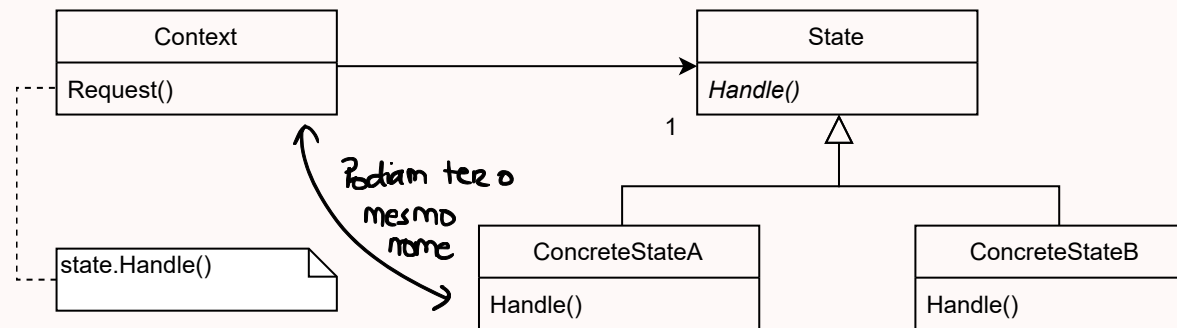 Context
Request()
State
Handle()
1
Podiam ter o
mesmo
nome
state.Handle()
ConcreteStateA
Handle()
ConcreteStateB
Handle()